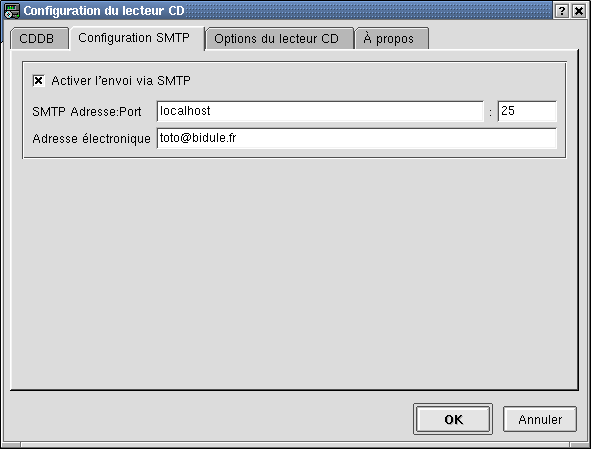 Configuration du lecteur CD
CDDB Configuration SMTP Options du lecteur CD À propos
Activer l'envoi via SMTP
SMTP Adresse:Port localhost : 25
Adresse électronique toto@bidule.fr
OK Annuler